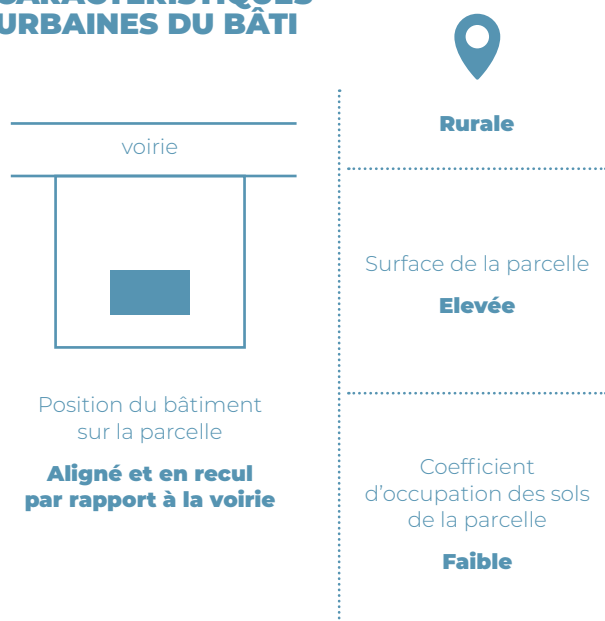 CARACTÉRISTIQUES
URBAINES DU BÂTI
voirie
Position du bâtiment
sur la parcelle
Aligné et en recul
par rapport à la voirie
Rurale
Surface de la parcelle
Elevée
Coefficient
d’occupation des sols
de la parcelle
Faible